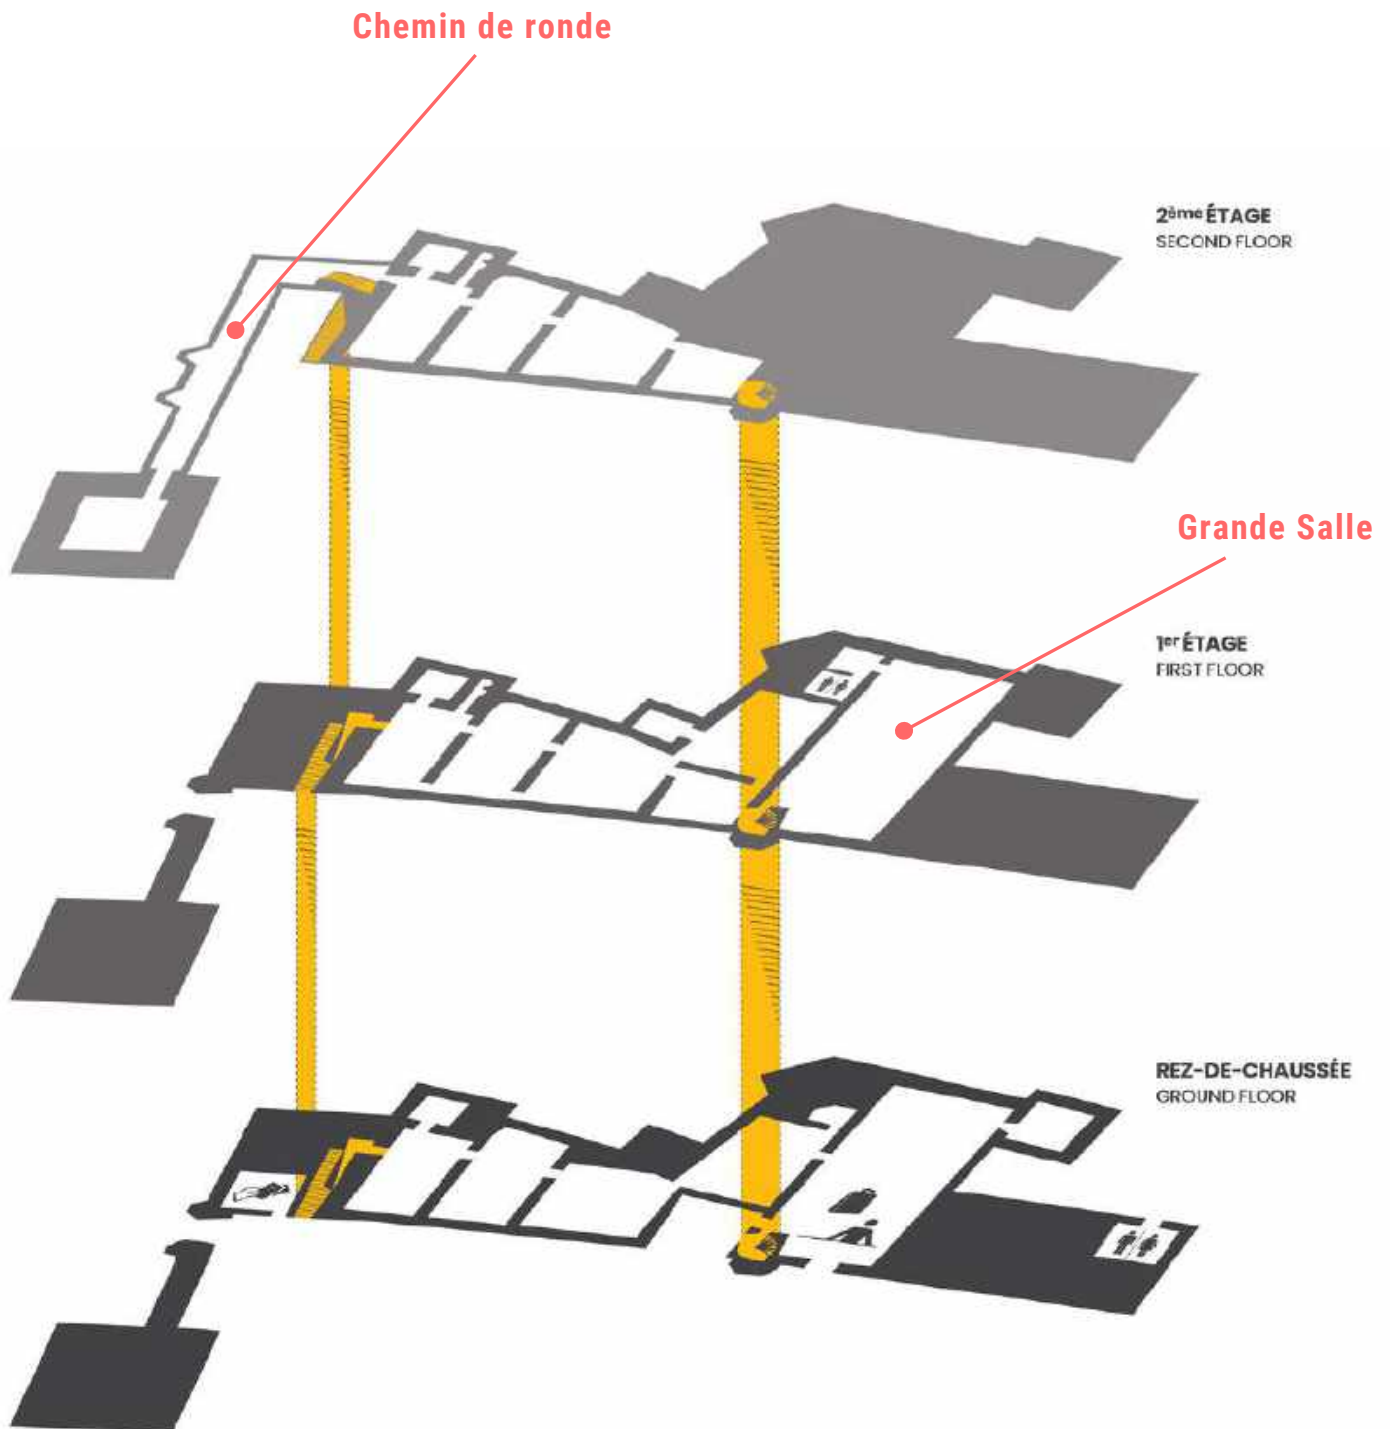 Chemin de ronde
2ème ÉTAGE
SECOND FLOOR
Grande Salle
1er ÉTAGE
FIRST FLOOR
REZ-DE-CHAUSSÉE
GROUND FLOOR